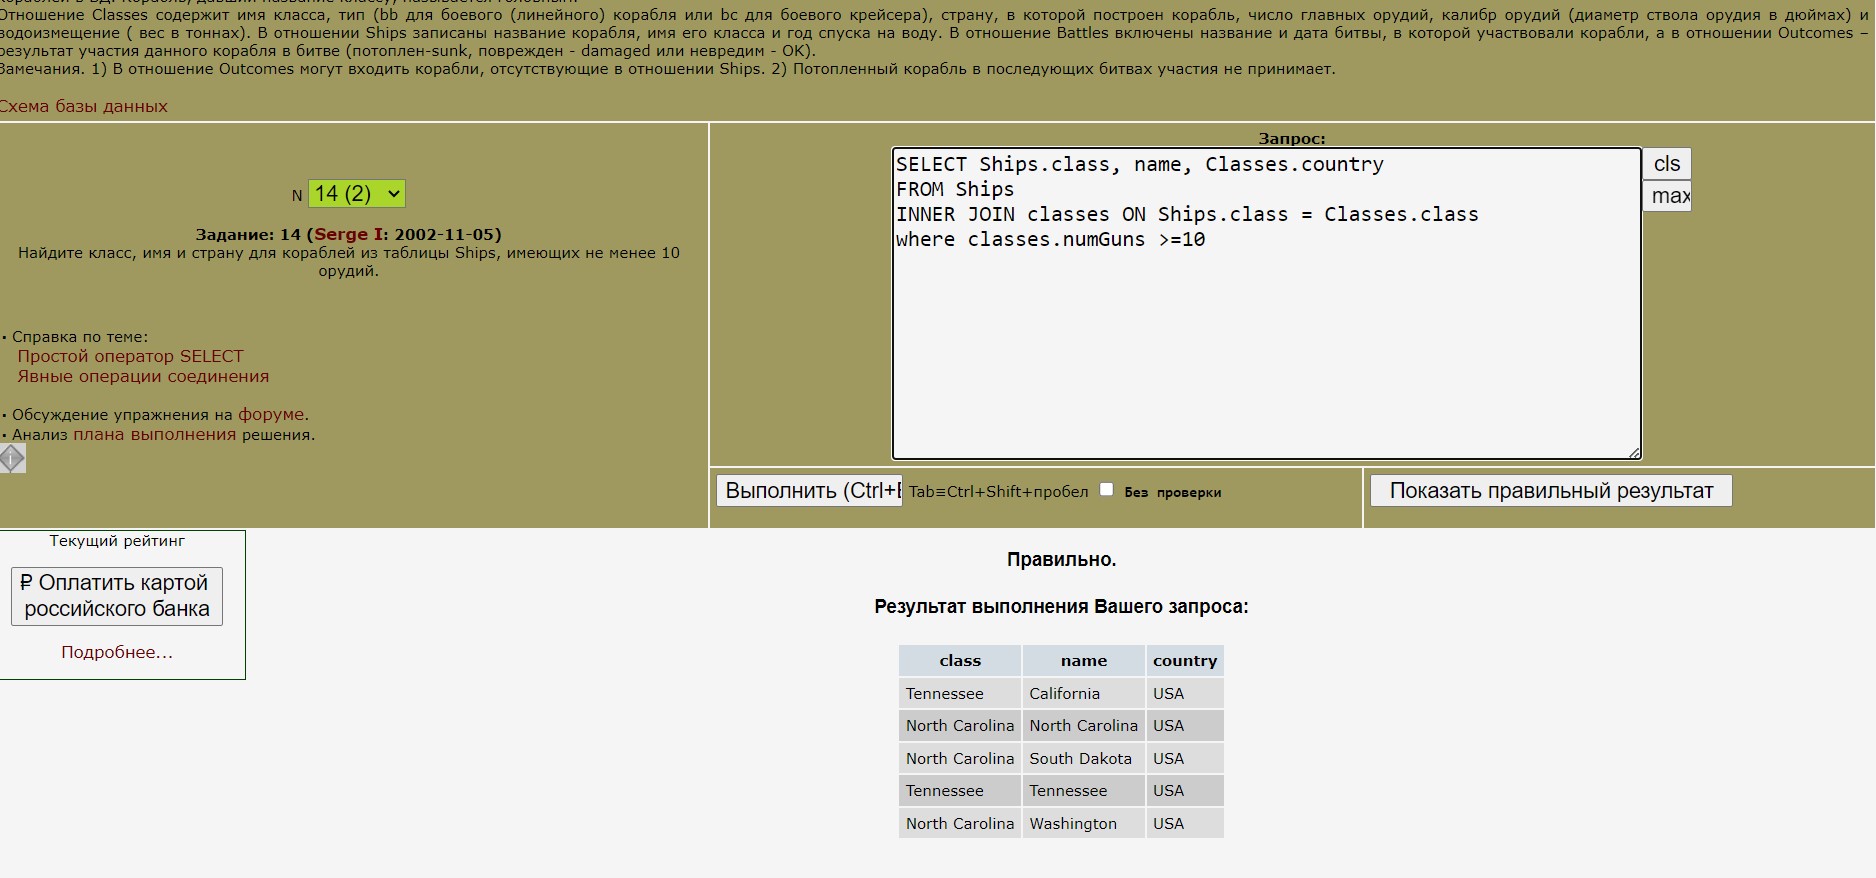 Отношение Classes содержит имя класса, тип (bb для боевого (линейного) корабля или bc для боевого крейсера), страну, в которой построен корабль, число главных орудий, калибр орудий (диаметр ствола орудия в дюймах) и
водоизмещение ( вес в тоннах). В отношении Ships записаны название корабля, имя его класса и год спуска на воду. В отношение Battles включены название и дата битвы, в которой участвовали корабли, а в отношении Outcomes –
результат участия данного корабля в битве (потоплен-sunk, поврежден - damaged или невредим - OK).
Замечания. 1) В отношение Outcomes могут входить корабли, отсутствующие в отношении Ships. 2) Потопленный корабль в последующих битвах участия не принимает.
Схема базы данных
N 14 (2)
Задание: 14 (Serge I: 2002-11-05)
Найдите класс, имя и страну для кораблей из таблицы Ships, имеющих не менее 10
орудий.
· Справка по теме:
Простой оператор SELECT
Явные операции соединения
· Обсуждение упражнения на форуме.
· Анализ плана выполнения решения.
i
Запрос:
SELECT Ships.class, name, Classes.country
FROM Ships
INNER JOIN classes ON Ships.class = Classes.class
where classes.numGuns >=10
cls
max
Выполнить (Ctrl+E Tab≡Ctrl+Shift+пробел Без проверки
Показать правильный результат
Текущий рейтинг
₽ Оплатить картой
российского банка
Подробнее...
Правильно.
Результат выполнения Вашего запроса:
class name country
Tennessee California USA
North Carolina North Carolina USA
North Carolina South Dakota USA
Tennessee Tennessee USA
North Carolina Washington USA